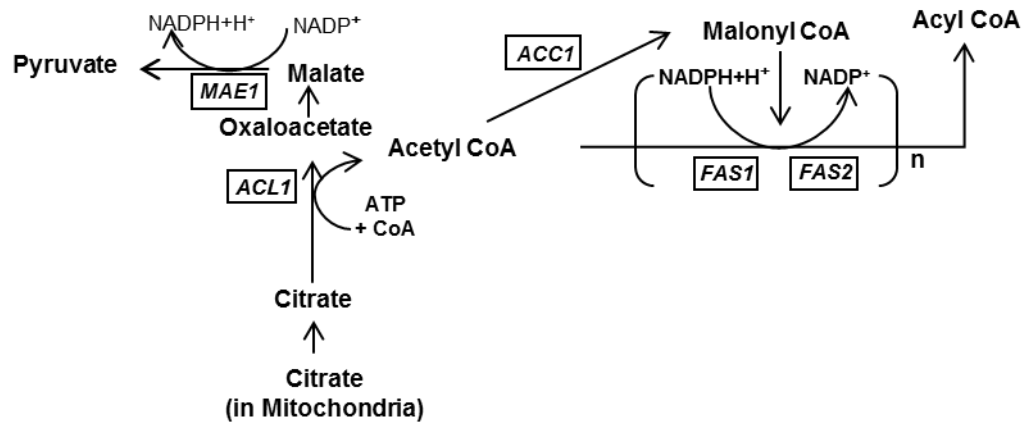 NADPH+H⁺ NADP⁺
Acyl CoA
Malonyl CoA
ACC1
Pyruvate
Malate
NADPH+H⁺ NADP⁺
MAE1
Oxaloacetate
Acetyl CoA
n
FAS1 FAS2
ACL1
ATP
+ CoA
Citrate
Citrate
(in Mitochondria)